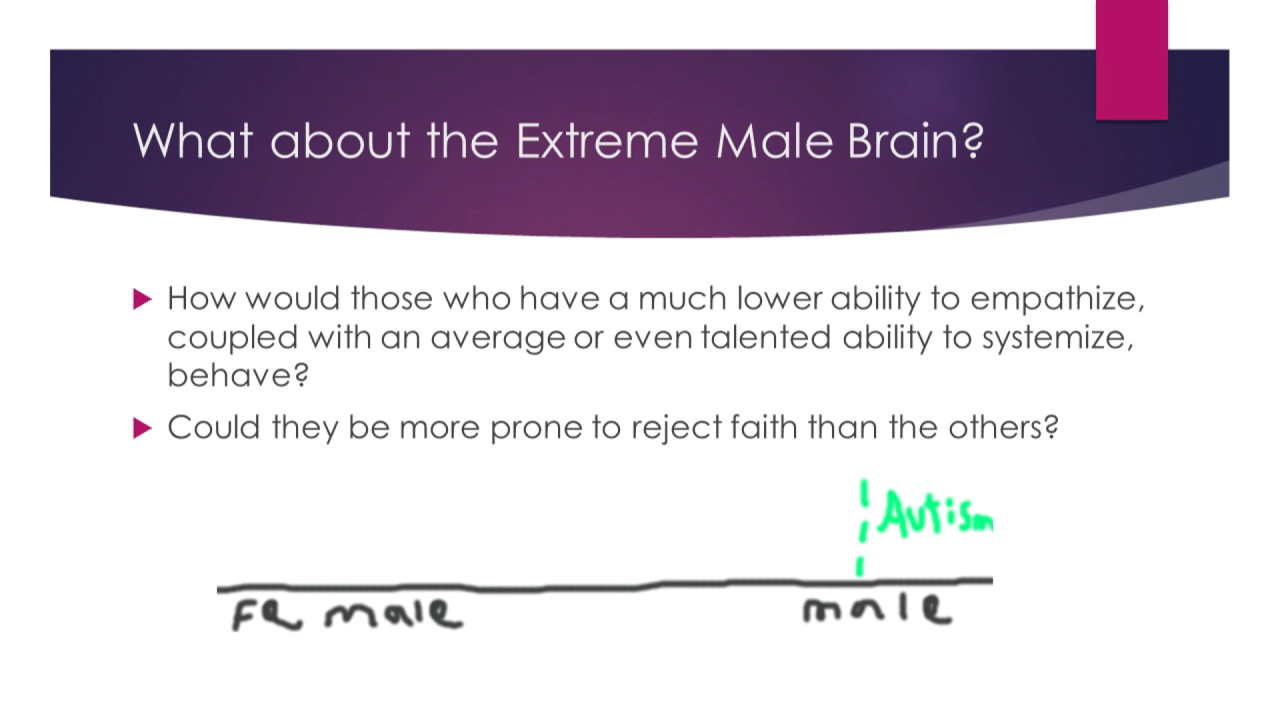 What about the Extreme Male Brain?
How would those who have a much lower ability to empathize,
coupled with an average or even talented ability to systemize,
behave?
Could they be more prone to reject faith than the others?
Autism
Fe male
male